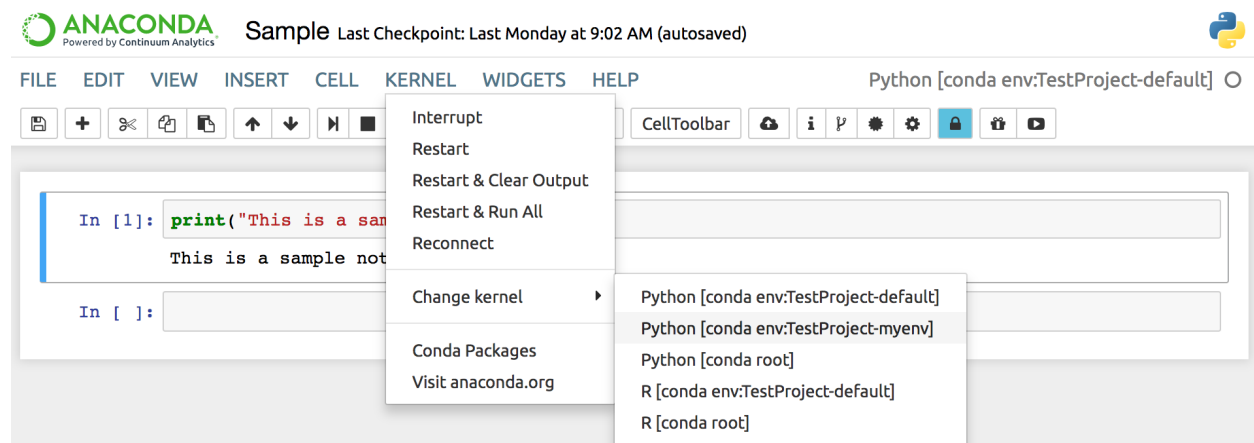 ANACONDA
Powered by Continuum Analytics
Sample Last Checkpoint: Last Monday at 9:02 AM (autosaved)
FILE EDIT VIEW INSERT CELL KERNEL WIDGETS HELP Python [conda env:TestProject-default]
CellToolbar
Interrupt
Restart
Restart & Clear Output
Restart & Run All
Reconnect
Change kernel
Conda Packages
Visit anaconda.org
In [1]: print("This is a
This is a sample
In [ ]:
Python [conda env:TestProject-default]
Python [conda env:TestProject-myenv]
Python [conda root]
R [conda env:TestProject-default]
R [conda root]